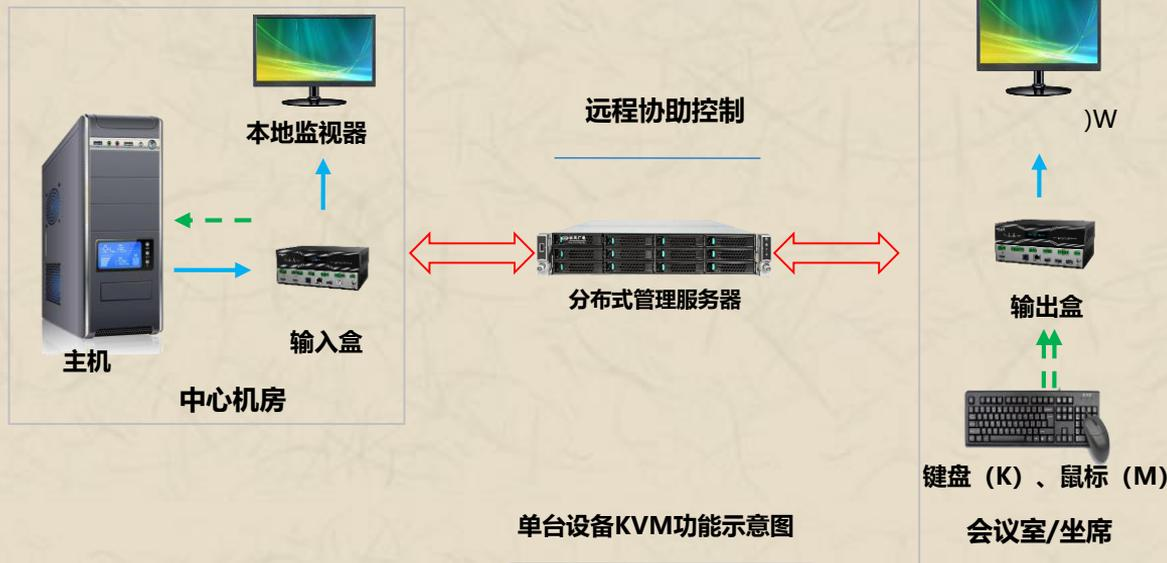 本地监视器
主机
输入盒
中心机房
远程协助控制
分布式管理服务器
单台设备KVM功能示意图
)W
输出盒
键盘（K）、鼠标（M）
会议室/坐席